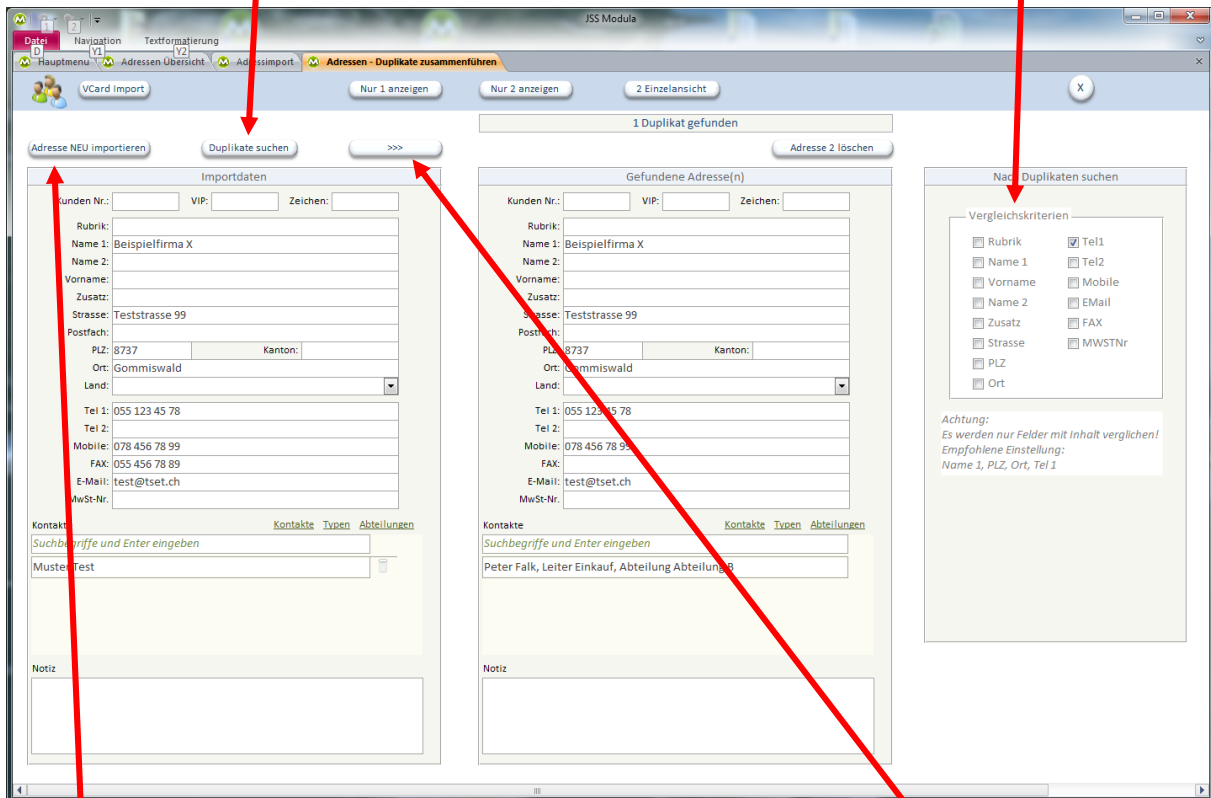 JSS Modula
1 2
Datei Navigation Textformatierung
D Y1 Y2
Hauptmenu Adressen Übersicht Adressimport Adressen - Duplikate zusammenführen
VCard Import Nur 1 anzeigen Nur 2 anzeigen 2 Einzelansicht X
1 Duplikat gefunden
Adresse NEU importieren Duplikate suchen >>> Adresse 2 löschen
Importdaten
Kunden Nr.: VIP: Zeichen:
Rubrik:
Name 1: Beispielfirma X
Name 2:
Vorname:
Zusatz:
Strasse: Teststrasse 99
Postfach:
PLZ: 8737 Kanton:
Ort: Gommiswald
Land:
Tel 1: 055 123 45 78
Tel 2:
Mobile: 078 456 78 99
FAX: 055 456 78 89
E-Mail: test@tset.ch
MwSt-Nr.
Kontakte Kontakte Typen Abteilungen
Suchbegriffe und Enter eingeben
Muster Test
Notiz
Gefundene Adresse(n)
Kunden Nr.: VIP: Zeichen:
Rubrik:
Name 1: Beispielfirma X
Name 2:
Vorname:
Zusatz:
Strasse: Teststrasse 99
Postfach:
PLZ: 8737 Kanton:
Ort: Gommiswald
Land:
Tel 1: 055 123 45 78
Tel 2:
Mobile: 078 456 78 99
FAX:
E-Mail: test@tset.ch
MwSt-Nr.
Kontakte Kontakte Typen Abteilungen
Suchbegriffe und Enter eingeben
Peter Falk, Leiter Einkauf, Abteilung Abteilung B
Notiz
Nach Duplikaten suchen
Vergleichskriterien
Rubrik Tel1
Name 1 Tel2
Vorname Mobile
Name 2 EMail
Zusatz FAX
Strasse MWSTNr
PLZ
Ort
Achtung:
Es werden nur Felder mit Inhalt verglichen!
Empfohlene Einstellung:
Name 1, PLZ, Ort, Tel 1